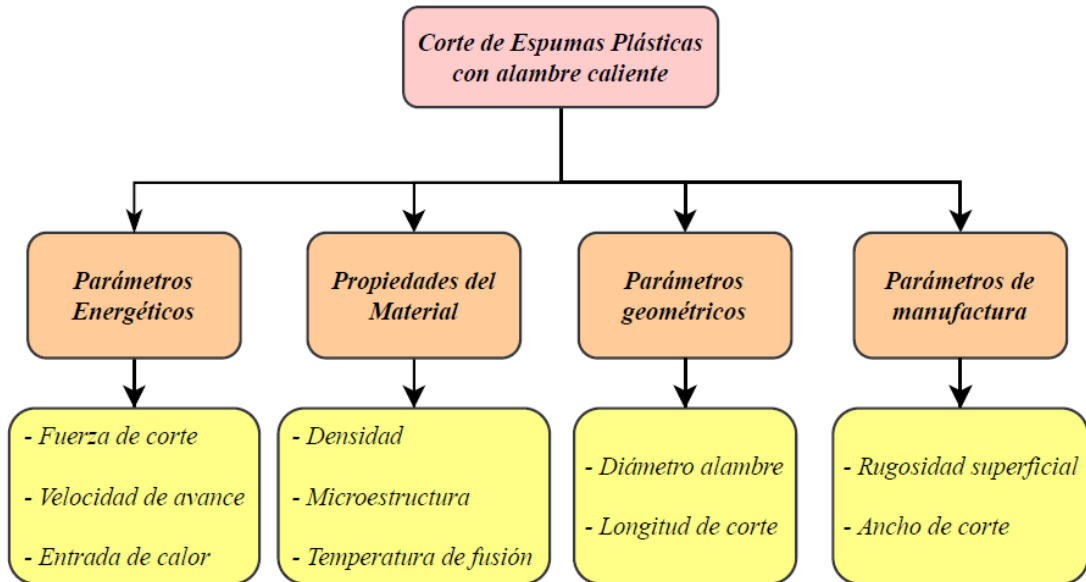 Corte de Espumas Plásticas
con alambre caliente
Parámetros
Energéticos
Propiedades del
Material
Parámetros
geométricos
Parámetros de
manufactura
- Fuerza de corte
- Velocidad de avance
- Entrada de calor
- Densidad
- Microestructura
- Temperatura de fusión
- Diámetro alambre
- Longitud de corte
- Rugosidad superficial
- Ancho de corte